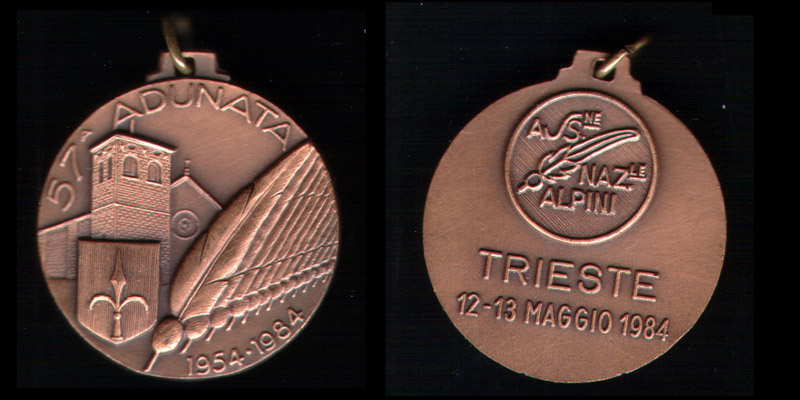 57ª ADUNATA
1954·1984
ASS.NE
NAZ.LE
ALPINI
TRIESTE
12-13 MAGGIO 1984